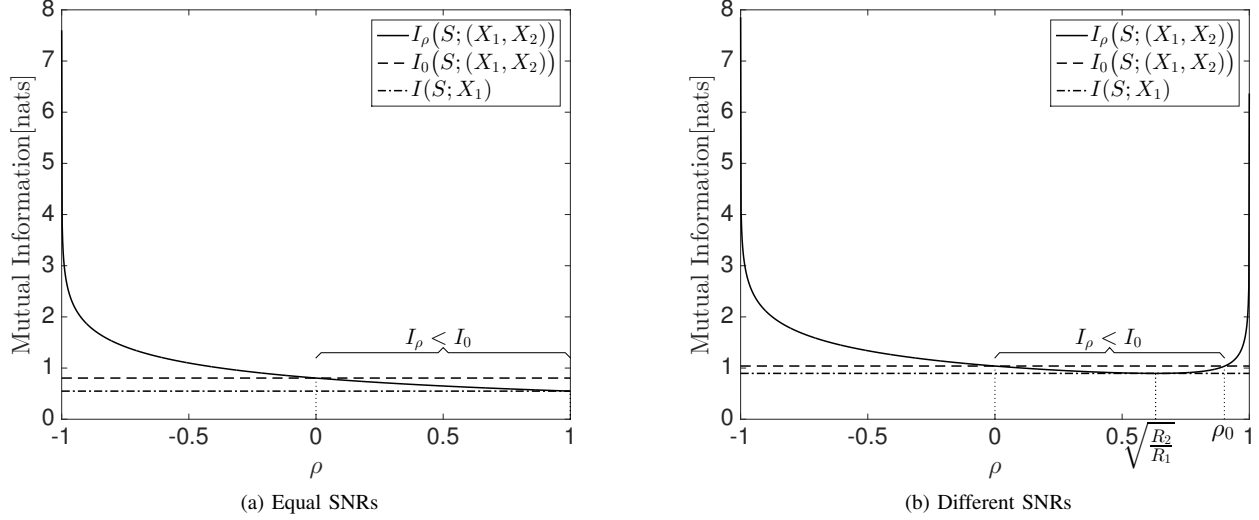 Mutual Information[nats]
8
7
6
5
4
3
2
1
0
-1 -0.5 0 0.5 1
ρ
I_ρ(S; (X_1, X_2))
I_0(S; (X_1, X_2))
I(S; X_1)
I_ρ < I_0
(a) Equal SNRs
Mutual Information[nats]
8
7
6
5
4
3
2
1
0
-1 -0.5 0 0.5 √(R_2/R_1) ρ_0 1
ρ
I_ρ(S; (X_1, X_2))
I_0(S; (X_1, X_2))
I(S; X_1)
I_ρ < I_0
(b) Different SNRs